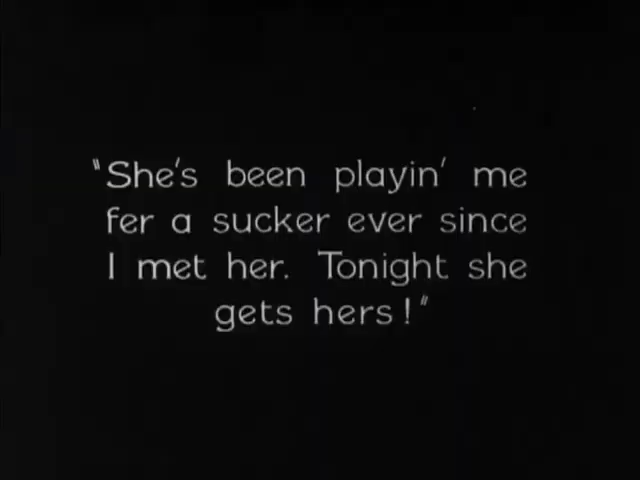 "She's been playin' me
fer a sucker ever since
I met her. Tonight she
gets hers!"